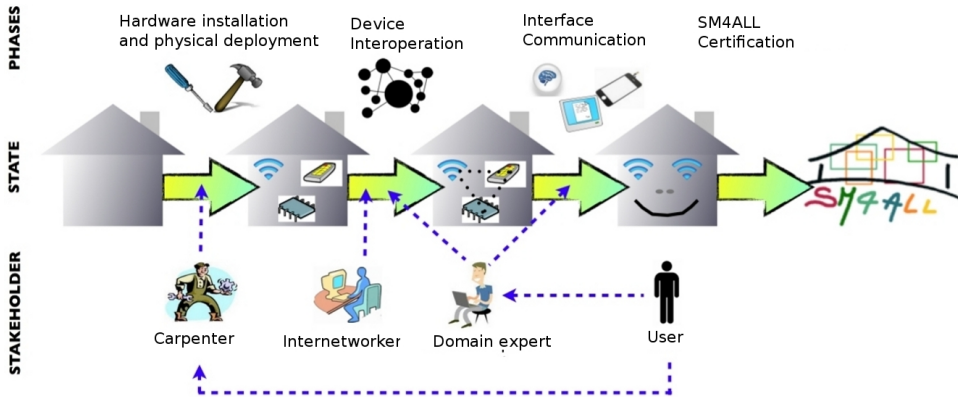 PHASES
Hardware installation
and physical deployment
Device
Interoperation
Interface
Communication
SM4ALL
Certification
STATE
SM4ALL
STAKEHOLDER
Carpenter
Internetworker
Domain expert
User